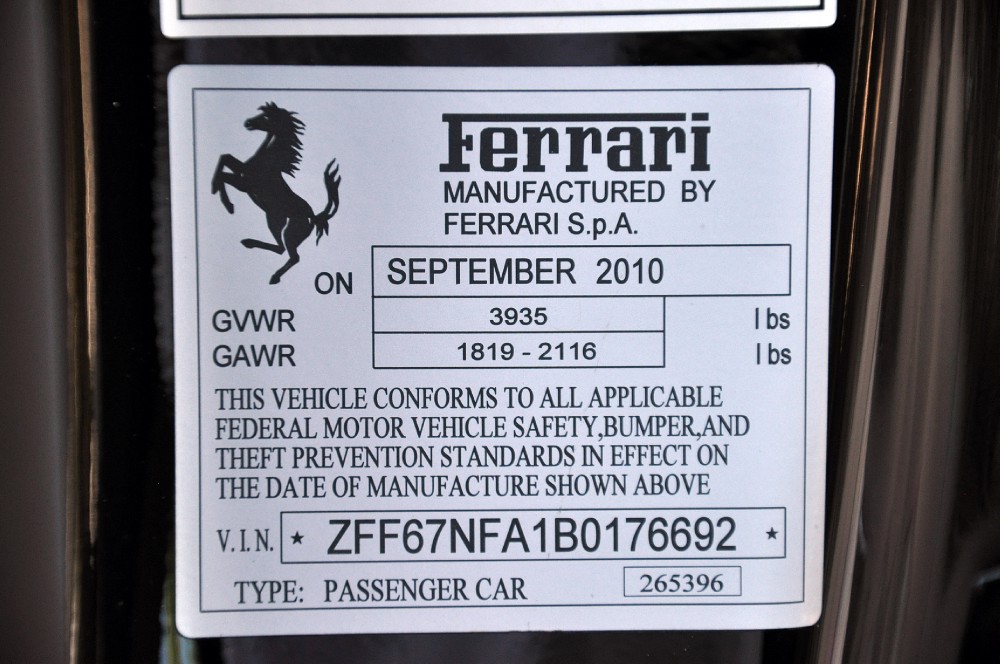 Ferrari
MANUFACTURED BY
FERRARI S.p.A.
ON SEPTEMBER 2010
GVWR 3935 lbs
GAWR 1819 - 2116 lbs
THIS VEHICLE CONFORMS TO ALL APPLICABLE
FEDERAL MOTOR VEHICLE SAFETY,BUMPER,AND
THEFT PREVENTION STANDARDS IN EFFECT ON
THE DATE OF MANUFACTURE SHOWN ABOVE
V.I.N. ★ ZFF67NFA1B0176692 ★
TYPE: PASSENGER CAR 265396